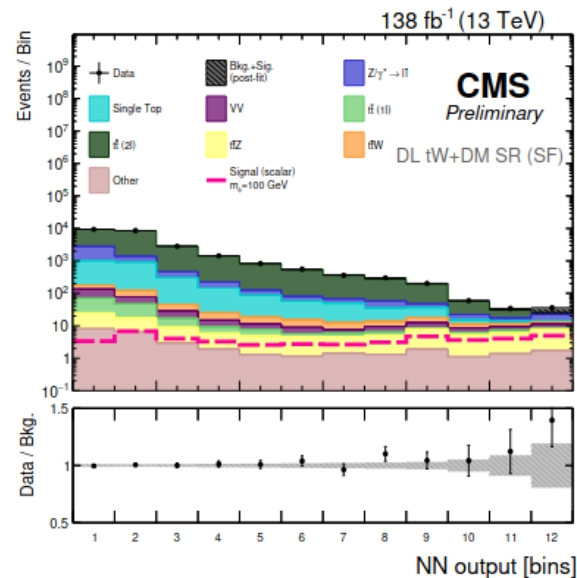 138 fb⁻¹ (13 TeV)
Events / Bin
10⁹
10⁸
10⁷
10⁶
10⁵
10⁴
10³
10²
10
1
10⁻¹
Data
Bkg.+Sig.
(post-fit)
Z/γ* → ll̄
Single Top
VV
tt̄ (1l)
tt̄ (2l)
tt̄Z
tt̄W
Other
Signal (scalar)
CMS
Preliminary
DL tW+DM SR (SF)
Data / Bkg.
1.5
1
0.5
1 2 3 4 5 6 7 8 9 10 11 12
NN output [bins]